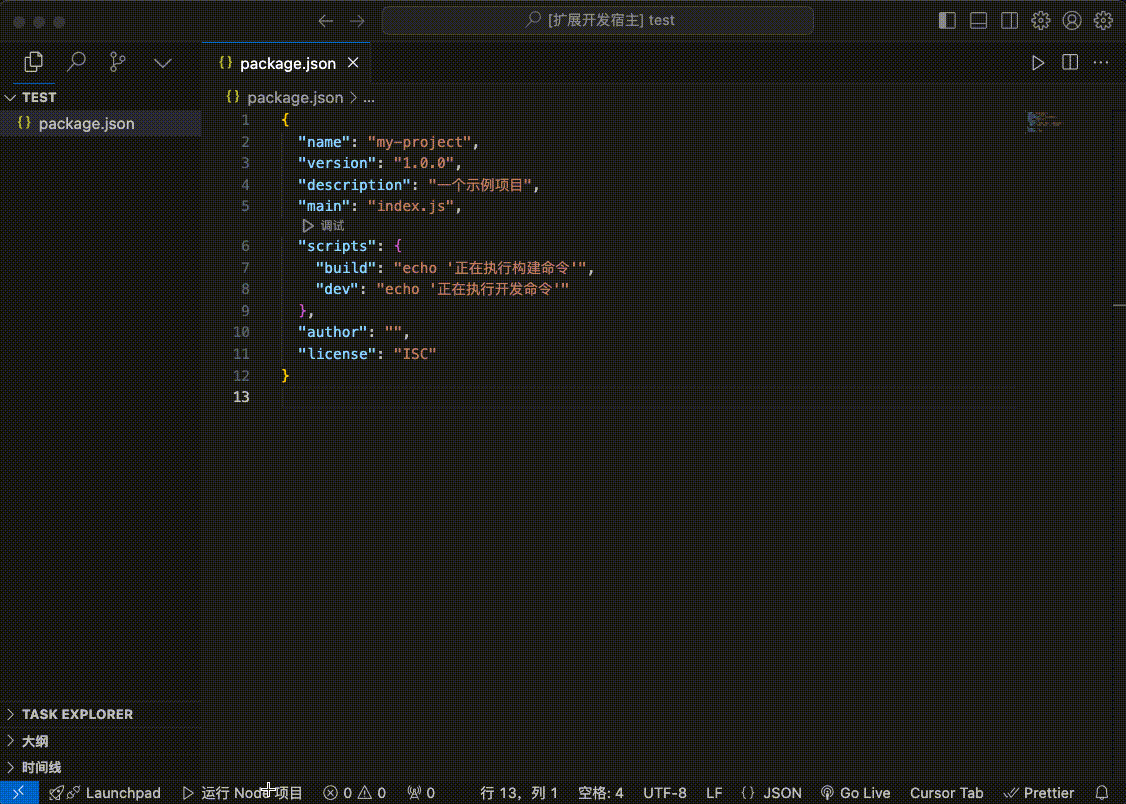 [扩展开发宿主] test
package.json
TEST
package.json
package.json > ...
1 {
2 "name": "my-project",
3 "version": "1.0.0",
4 "description": "一个示例项目",
5 "main": "index.js",
调试
6 "scripts": {
7 "build": "echo '正在执行构建命令'",
8 "dev": "echo '正在执行开发命令'"
9 },
10 "author": "",
11 "license": "ISC"
12 }
13
TASK EXPLORER
大纲
时间线
Launchpad 运行 Node 项目 0 0 0 行 13，列 1 空格: 4 UTF-8 LF {} JSON Go Live Cursor Tab Prettier